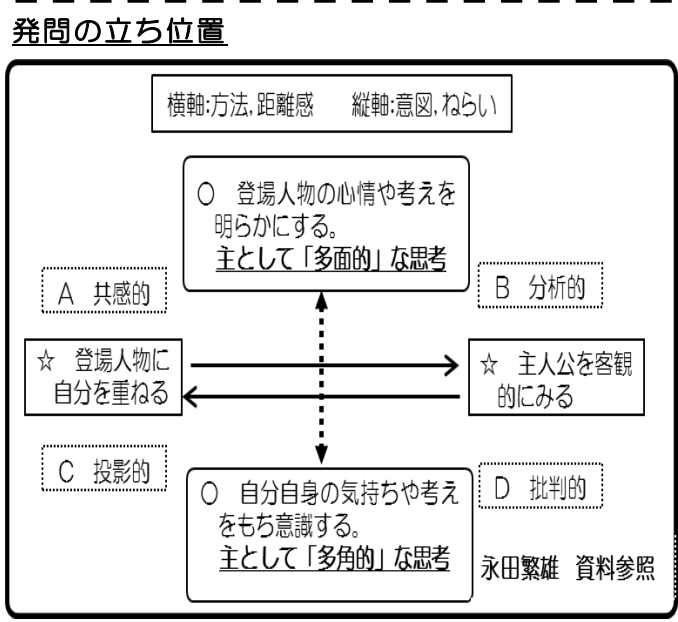 発問の立ち位置
横軸:方法,距離感　縦軸:意図,ねらい
○　登場人物の心情や考えを
明らかにする。
主として「多面的」な思考
A　共感的
B　分析的
☆　登場人物に
自分を重ねる
☆　主人公を客観
的にみる
C　投影的
D　批判的
○　自分自身の気持ちや考え
をもち意識する。
主として「多角的」な思考
永田繁雄　資料参照